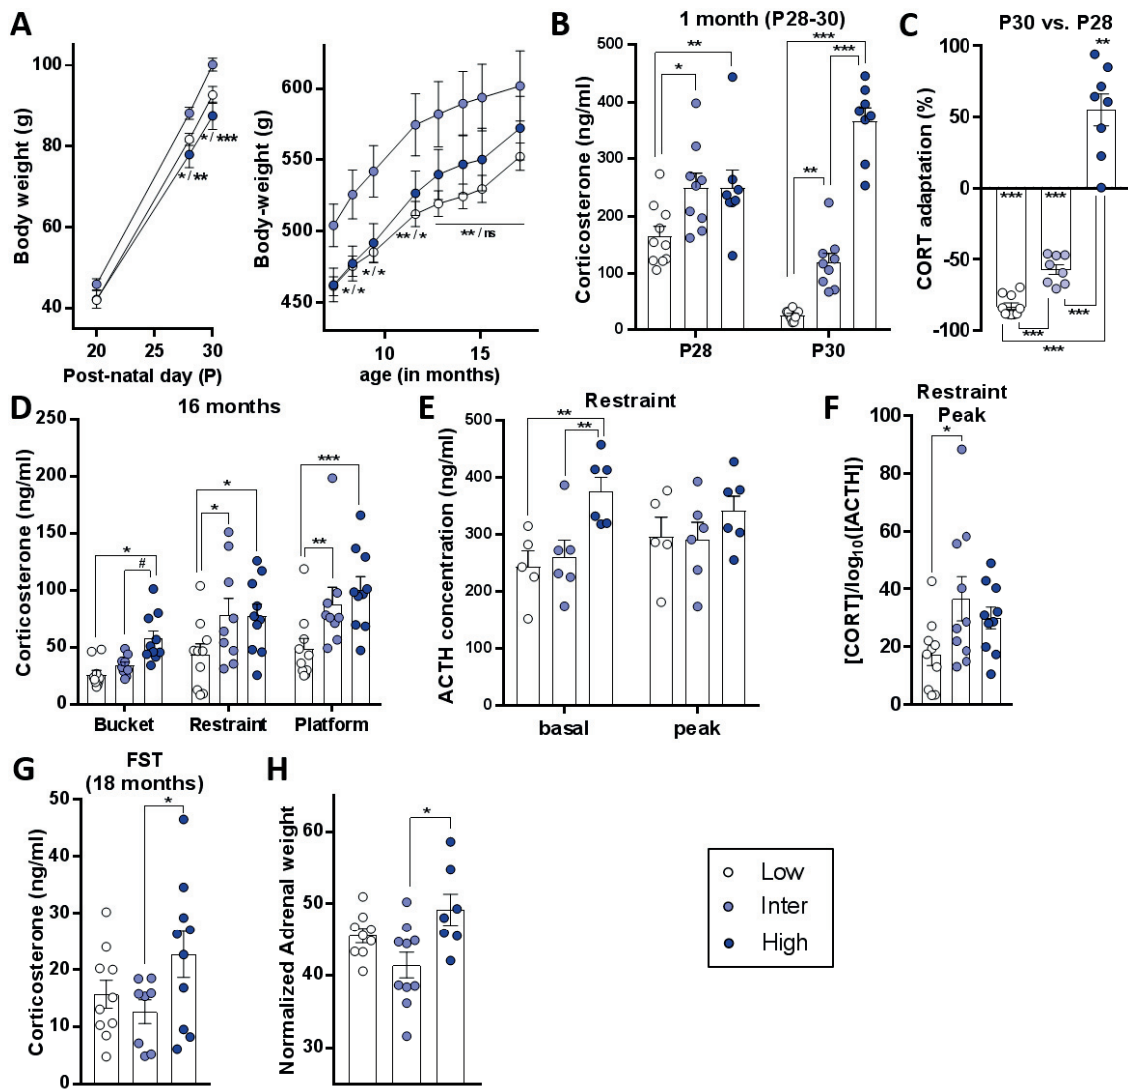 A
Body weight (g)
100
80
60
40
20
25
30
Post-natal day (P)
*/**
*/***
Body-weight (g)
600
550
500
450
10
15
age (in months)
*/*
*/*
**/*
**/ns
B
1 month (P28-30)
Corticosterone (ng/ml)
500
400
300
200
100
0
P28
P30
**
*
***
***
**
C
P30 vs. P28
CORT adaptation (%)
100
50
0
-50
-100
**
***
***
***
***
***
D
16 months
Corticosterone (ng/ml)
250
200
150
100
50
0
Bucket
Restraint
Platform
*
#
*
*
***
**
E
Restraint
ACTH concentration (ng/ml)
500
400
300
200
100
0
basal
peak
**
**
F
Restraint
Peak
[CORT]/log10([ACTH])
100
80
60
40
20
0
*
G
FST
(18 months)
Corticosterone (ng/ml)
50
40
30
20
10
0
*
H
Normalized Adrenal weight
60
50
40
30
*
Low
Inter
High